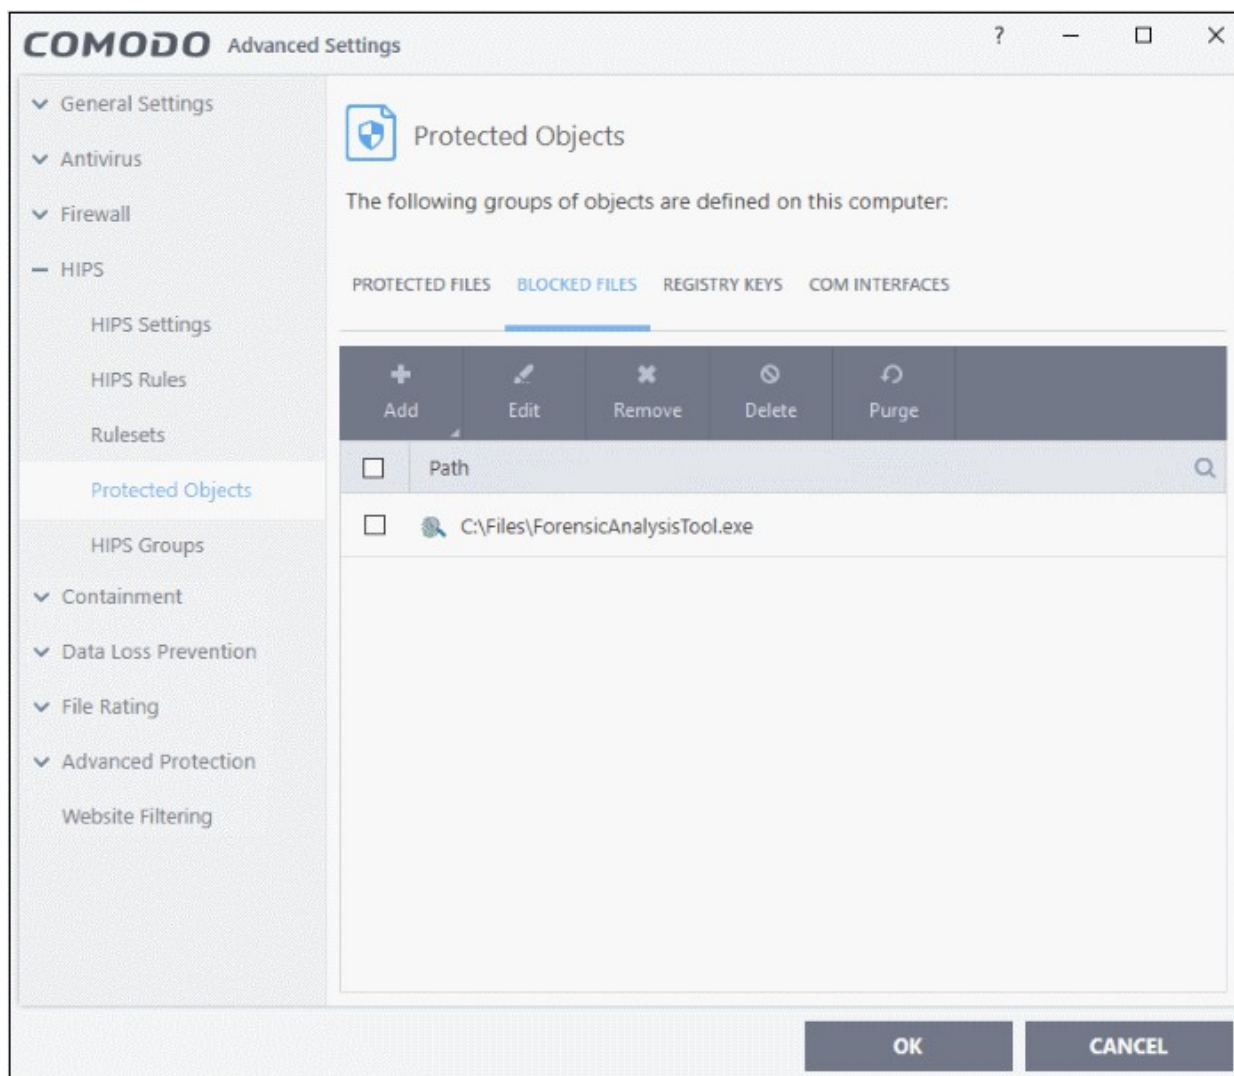 COMODO Advanced Settings ?
General Settings
Antivirus
Firewall
HIPS
HIPS Settings
HIPS Rules
Rulesets
Protected Objects
HIPS Groups
Containment
Data Loss Prevention
File Rating
Advanced Protection
Website Filtering
Protected Objects
The following groups of objects are defined on this computer:
PROTECTED FILES BLOCKED FILES REGISTRY KEYS COM INTERFACES
Add Edit Remove Delete Purge
Path
C:\Files\ForensicAnalysisTool.exe
OK CANCEL